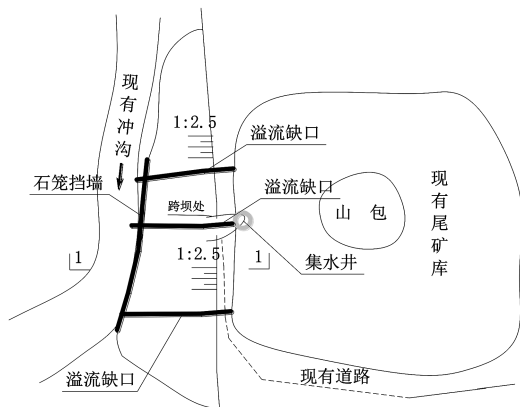 现有冲沟
1:2.5
溢流缺口
石笼挡墙
溢流缺口
跨坝处
山 包
现有尾矿库
1:2.5
1
1
集水井
现有道路
溢流缺口